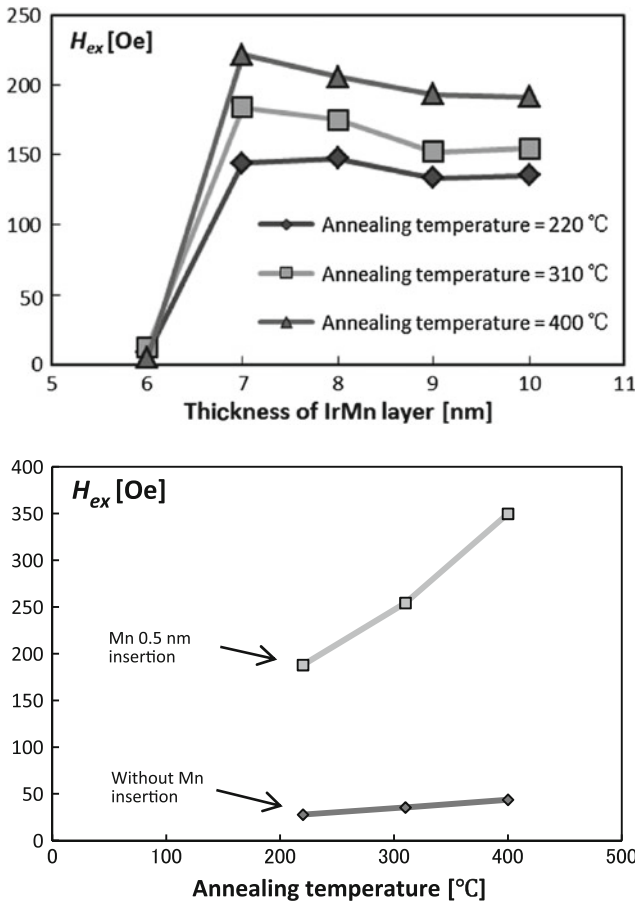 250
H_ex [Oe]
200
150
100
50
0
Annealing temperature = 220 ℃
Annealing temperature = 310 ℃
Annealing temperature = 400 ℃
5 6 7 8 9 10 11
Thickness of IrMn layer [nm]
400
H_ex [Oe]
350
300
250
200
150
100
50
0
Mn 0.5 nm
insertion
Without Mn
insertion
0 100 200 300 400 500
Annealing temperature [℃]